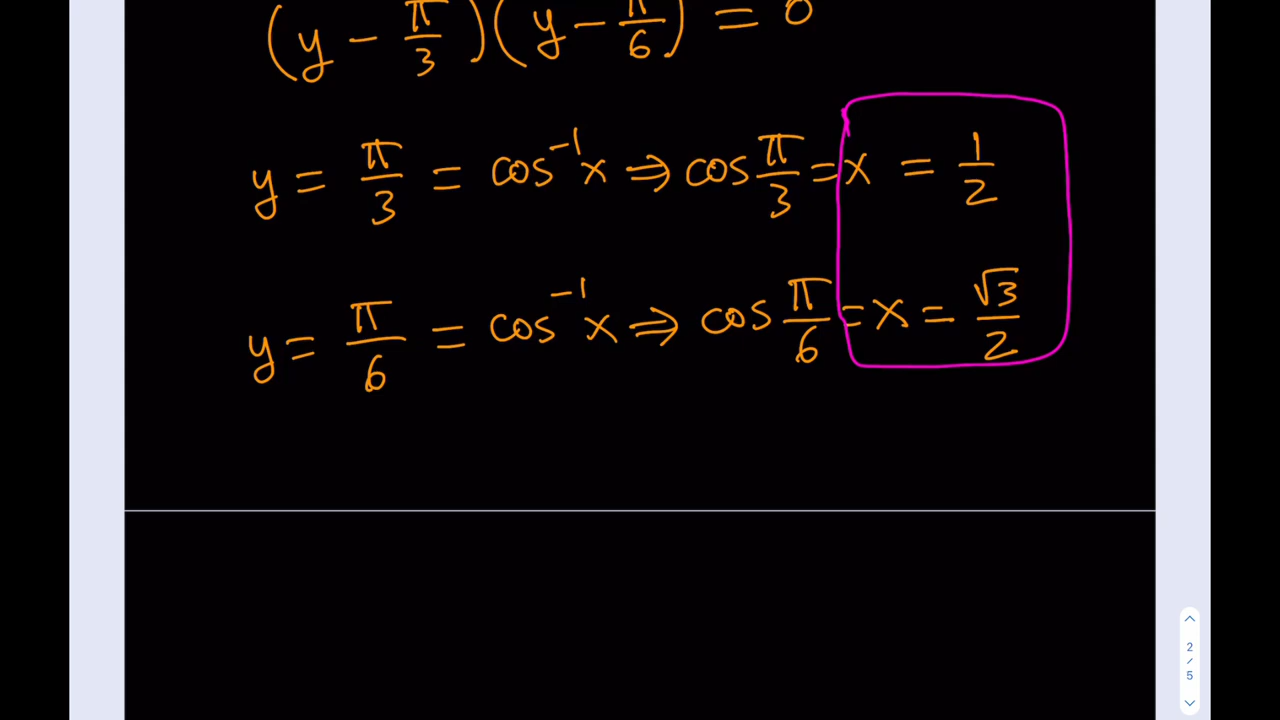 (y - π/3)(y - π/6) = 0
y = π/3 = cos⁻¹x ⇒ cos π/3 = x = 1/2
y = π/6 = cos⁻¹x ⇒ cos π/6 = x = √3/2
2
/
5